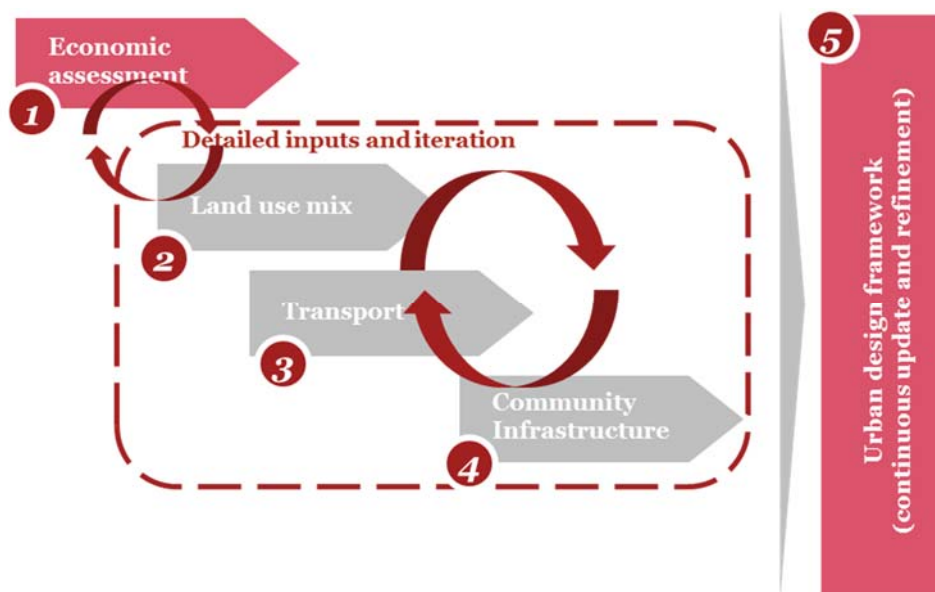 Economic
assessment
1
Detailed inputs and iteration
Land use mix
2
Transport
3
Community
Infrastructure
4
5
Urban design framework
(continuous update and refinement)